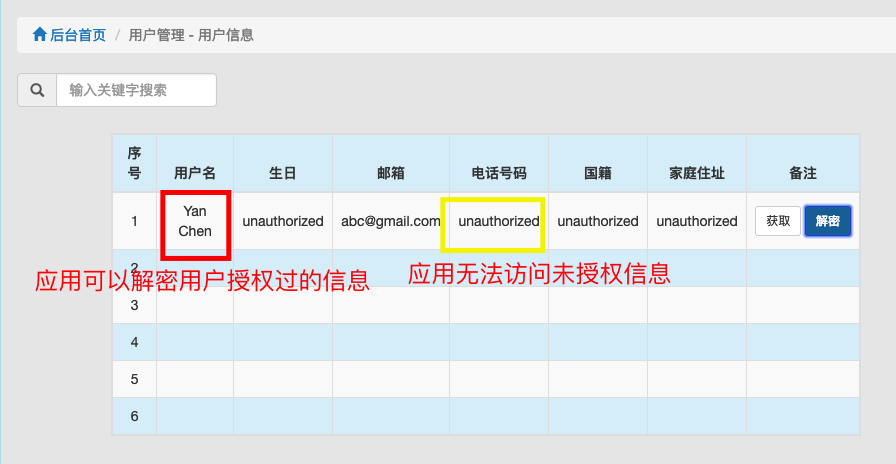 后台首页 / 用户管理 - 用户信息
输入关键字搜索
序号 用户名 生日 邮箱 电话号码 国籍 家庭住址 备注
1 Yan Chen unauthorized abc@gmail.com unauthorized unauthorized unauthorized 获取 解密
2
应用可以解密用户授权过的信息 应用无法访问未授权信息
3
4
5
6